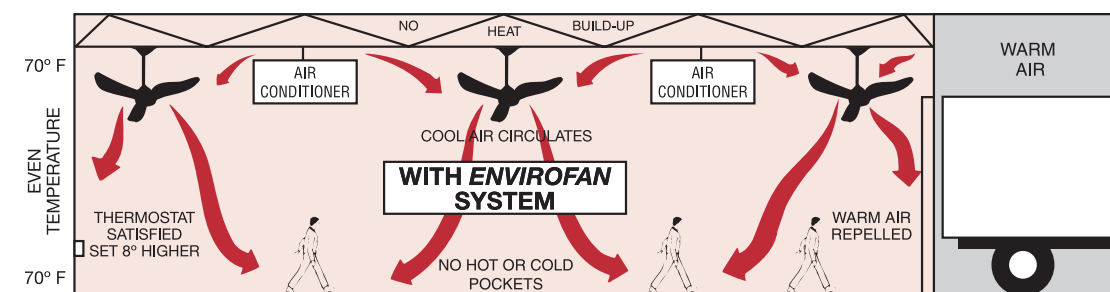 NO HEAT BUILD-UP
WARM
AIR
70° F
AIR
CONDITIONER
AIR
CONDITIONER
COOL AIR CIRCULATES
EVEN
TEMPERATURE
WITH ENVIROFAN
SYSTEM
THERMOSTAT
SATISFIED
SET 8° HIGHER
WARM AIR
REPELLED
NO HOT OR COLD
POCKETS
70° F